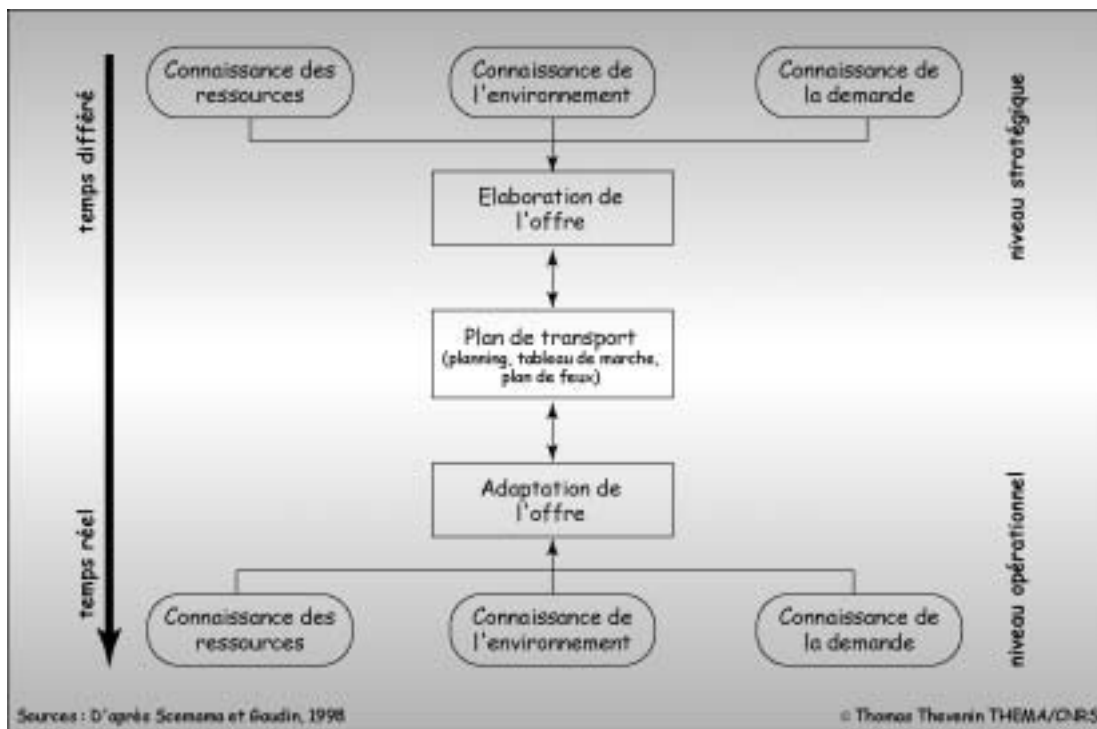 Connaissance des
ressources
Connaissance de
l'environnement
Connaissance de
la demande
temps différé
niveau stratégique
Elaboration de
l'offre
Plan de transport
(planning, tableau de marche,
plan de feux)
Adaptation de
l'offre
temps réel
niveau opérationnel
Connaissance des
ressources
Connaissance de
l'environnement
Connaissance de
la demande
Sources : D'après Scemama et Gaudin, 1998
© Thomas Thevenin THEMA/CNRS